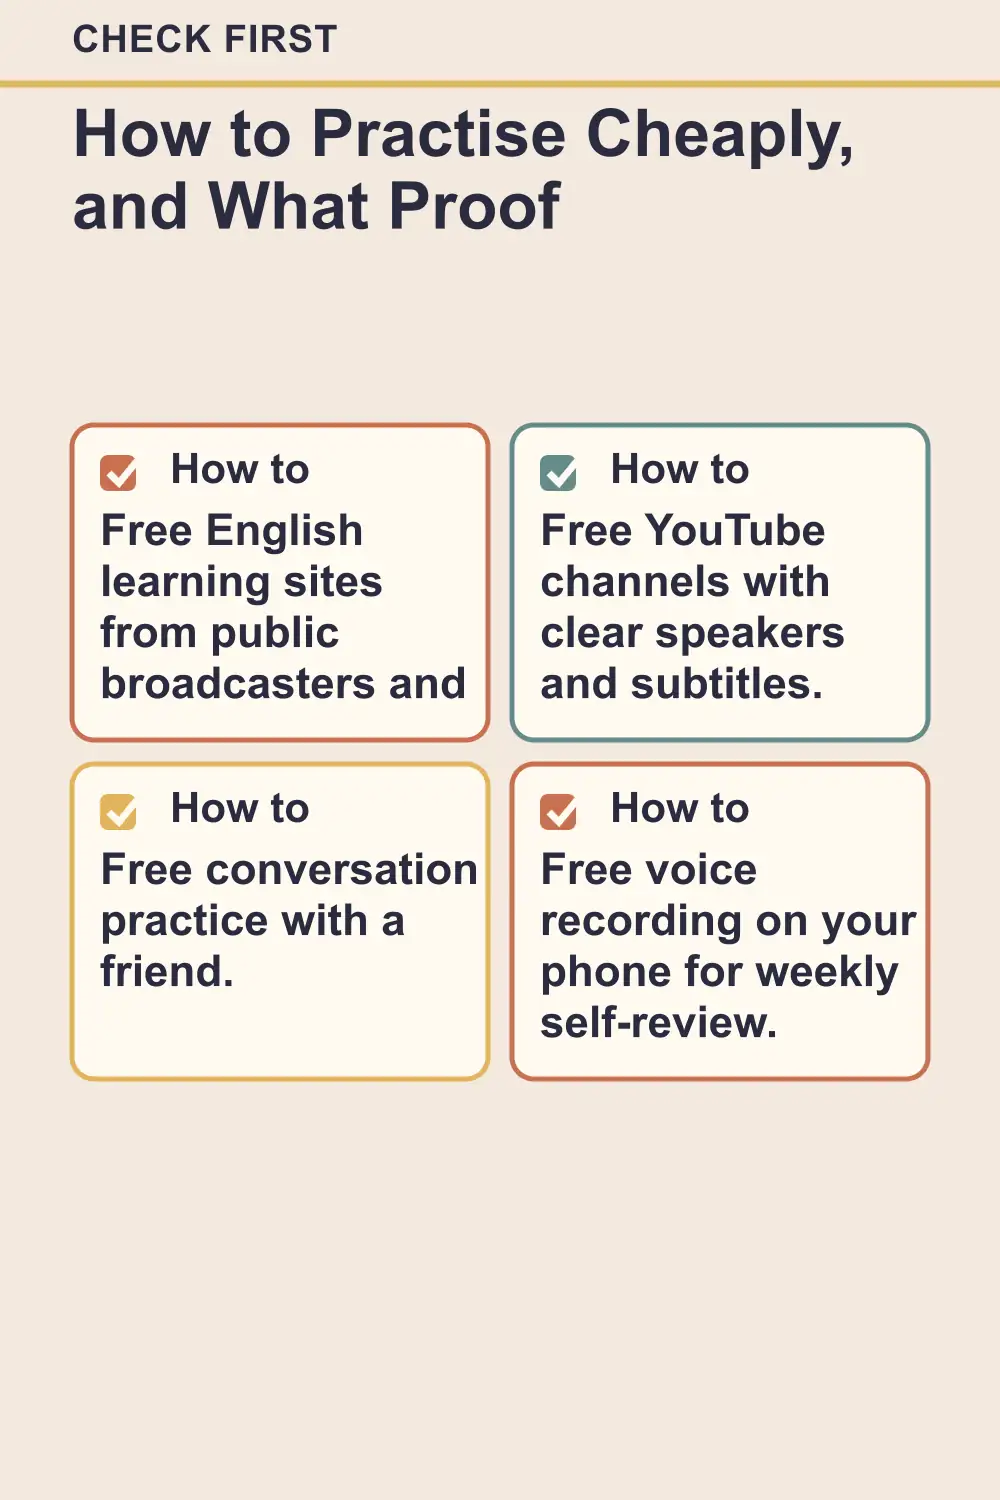 CHECK FIRST
How to Practise Cheaply,
and What Proof
How to
Free English
learning sites
from public
broadcasters and
How to
Free YouTube
channels with
clear speakers
and subtitles.
How to
Free conversation
practice with a
friend.
How to
Free voice
recording on your
phone for weekly
self-review.